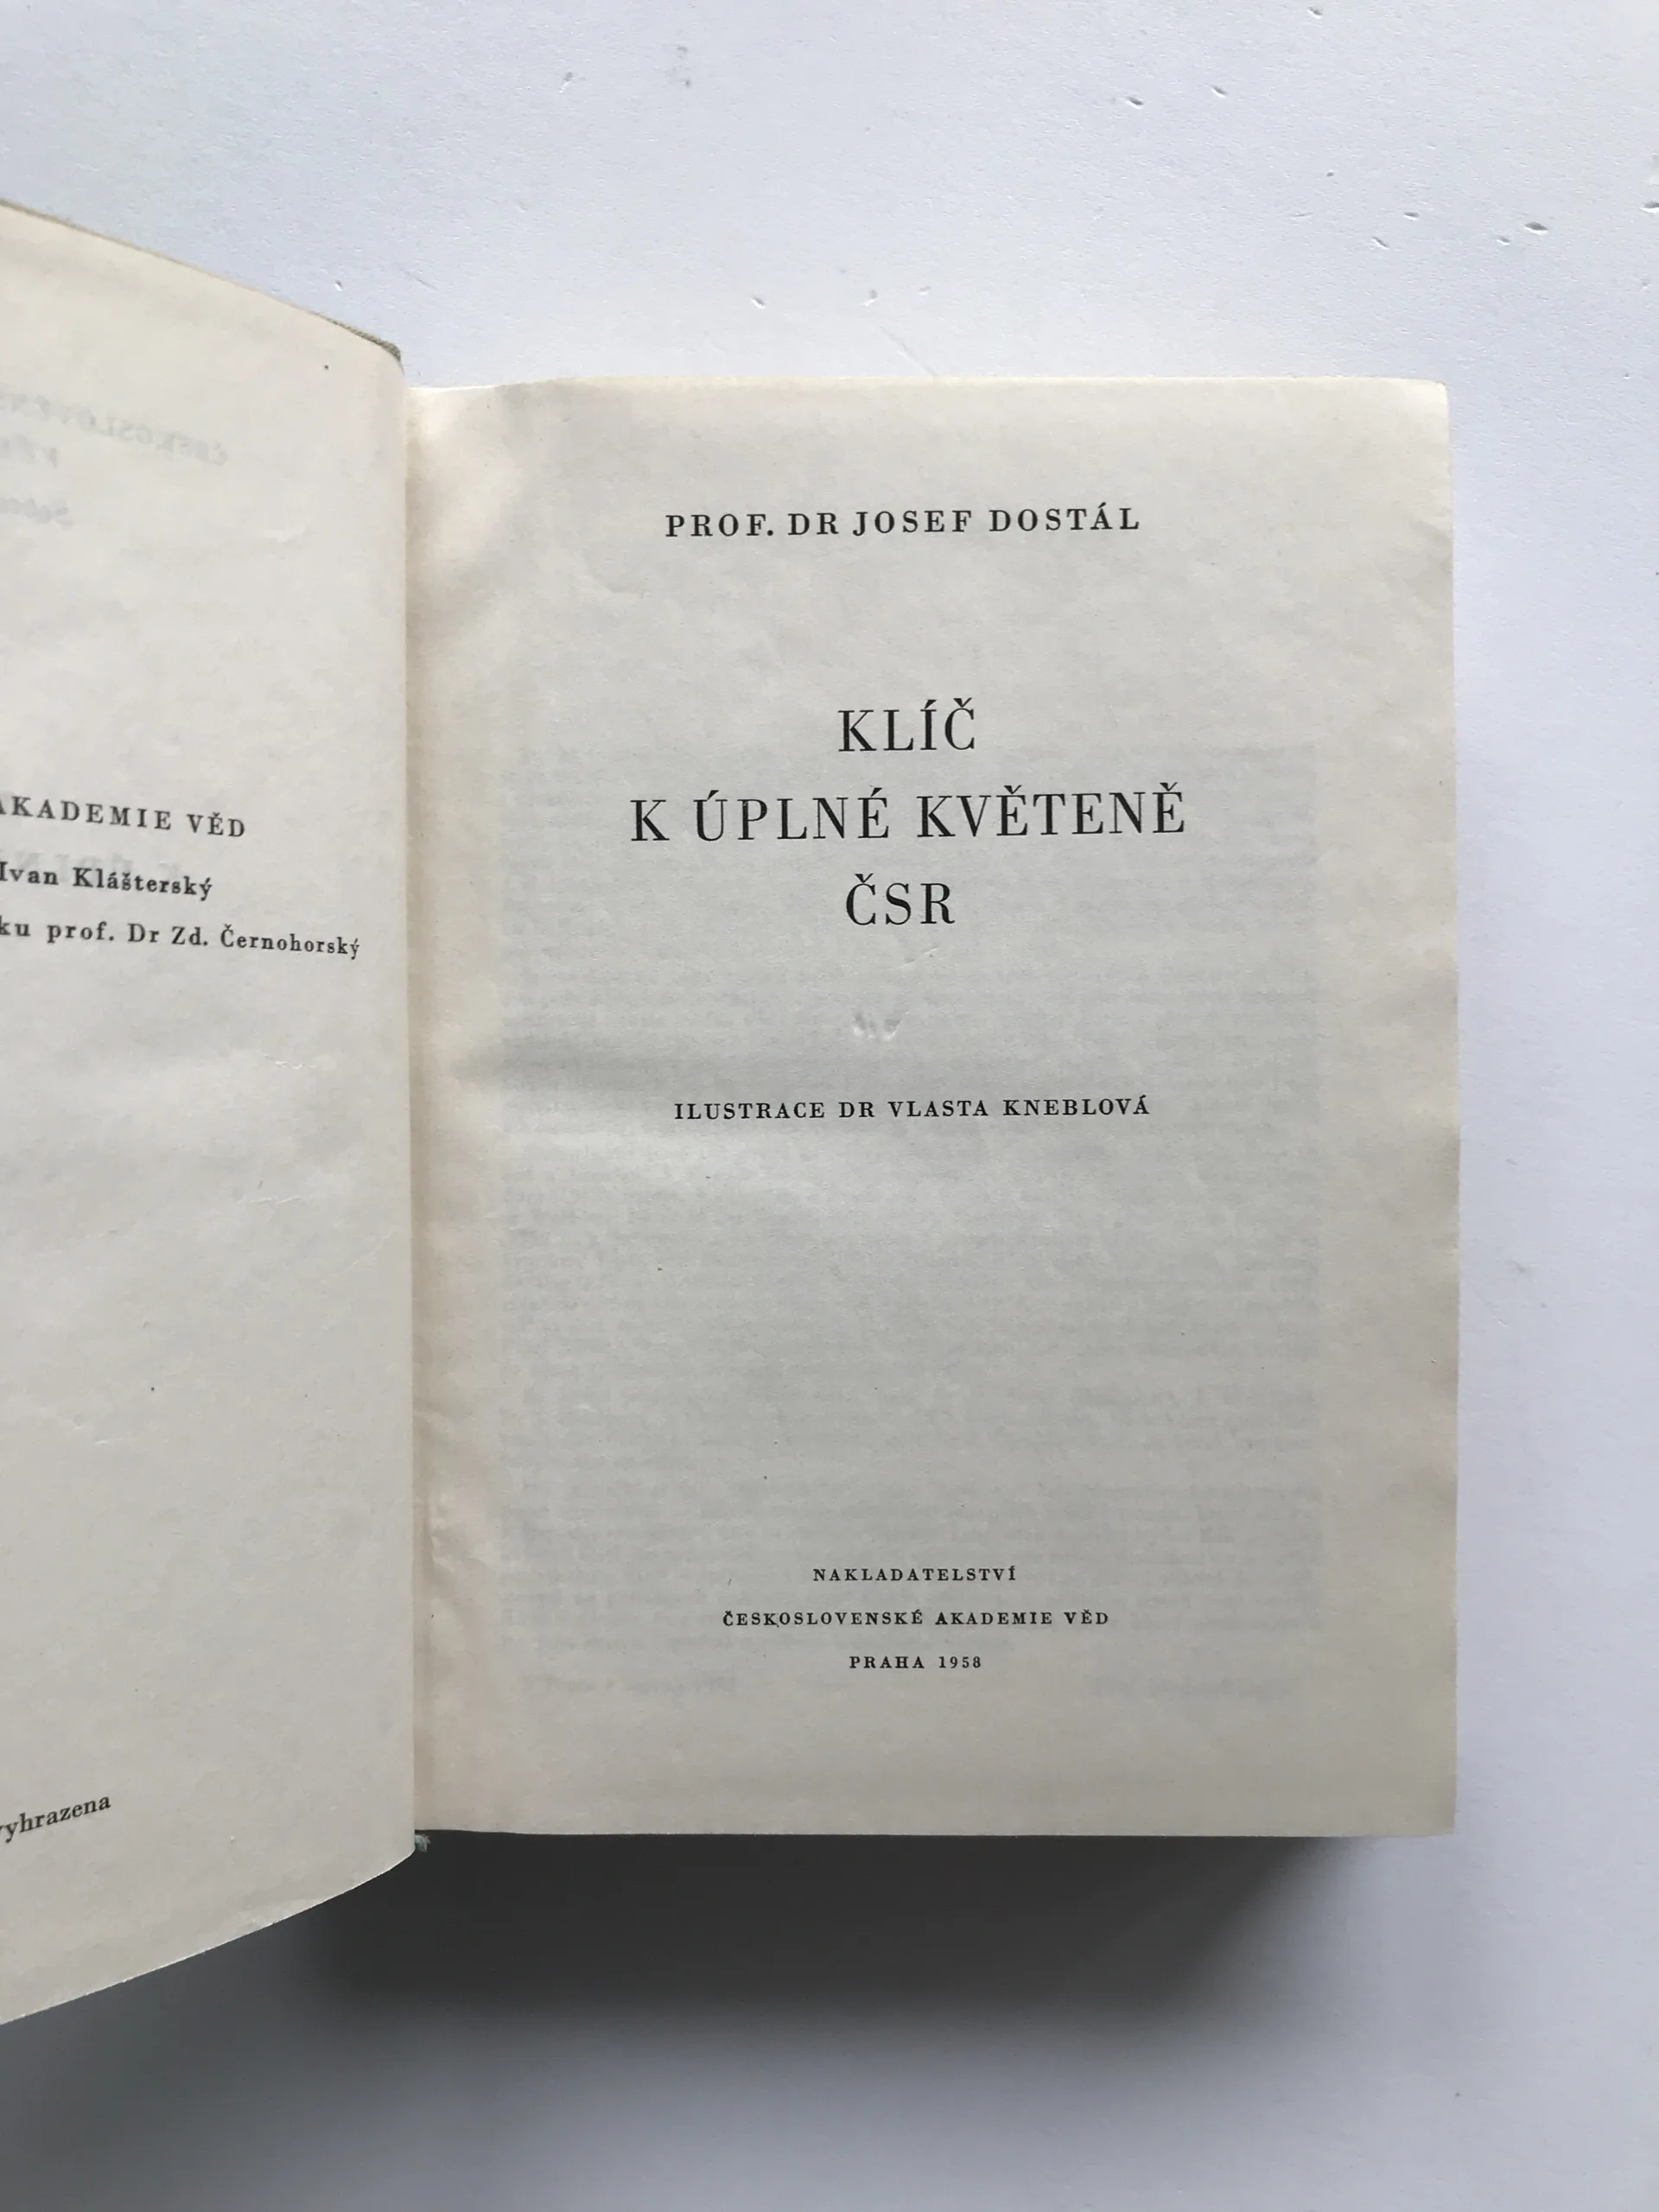 AKADEMIE VĚD
Ivan Klášterský
prof. Dr Zd. Černohorský
vyhrazena
PROF. DR JOSEF DOSTÁL
KLÍČ
K ÚPLNÉ KVĚTENĚ
ČSR
ILUSTRACE DR VLASTA KNEBLOVÁ
NAKLADATELSTVÍ
ČESKOSLOVENSKÉ AKADEMIE VĚD
PRAHA 1958